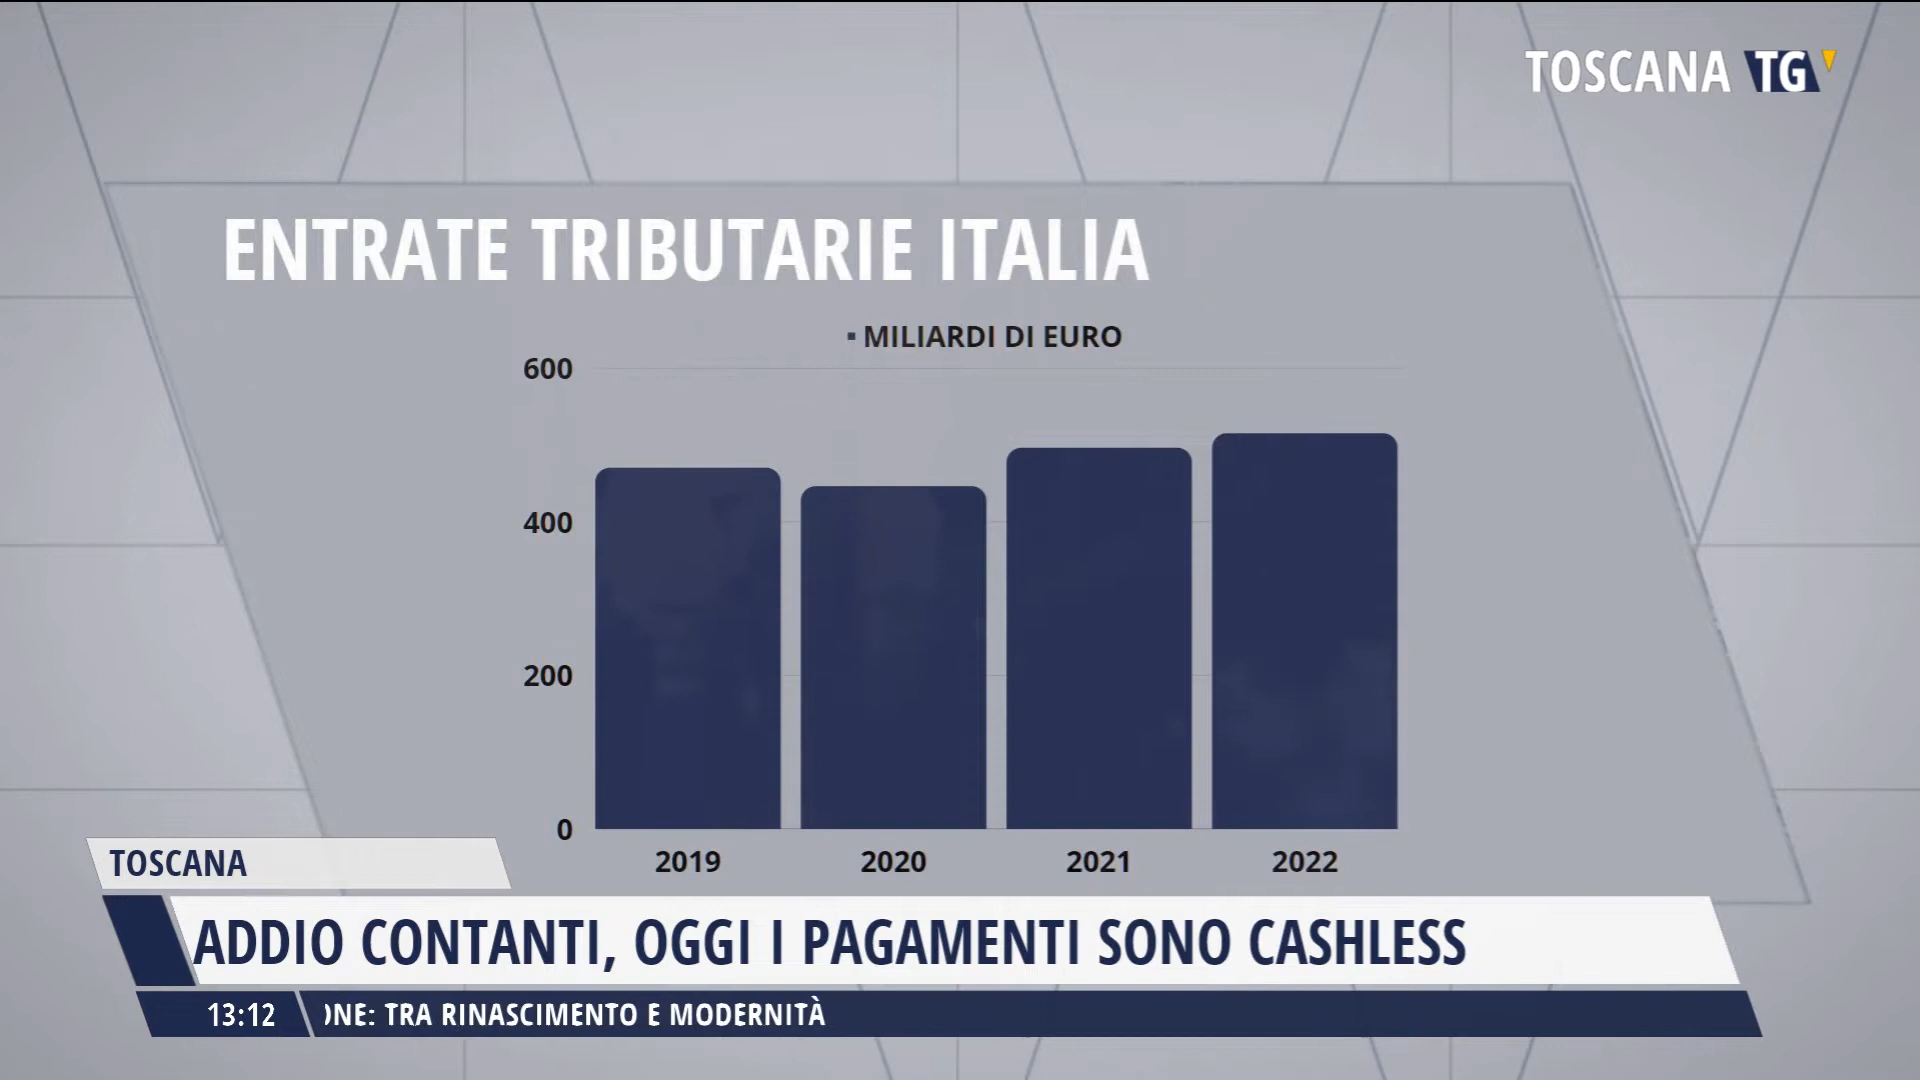 TOSCANA TG
ENTRATE TRIBUTARIE ITALIA
MILIARDI DI EURO
600
400
200
0
2019 2020 2021 2022
TOSCANA
ADDIO CONTANTI, OGGI I PAGAMENTI SONO CASHLESS
13:12 ONE: TRA RINASCIMENTO E MODERNITÀ